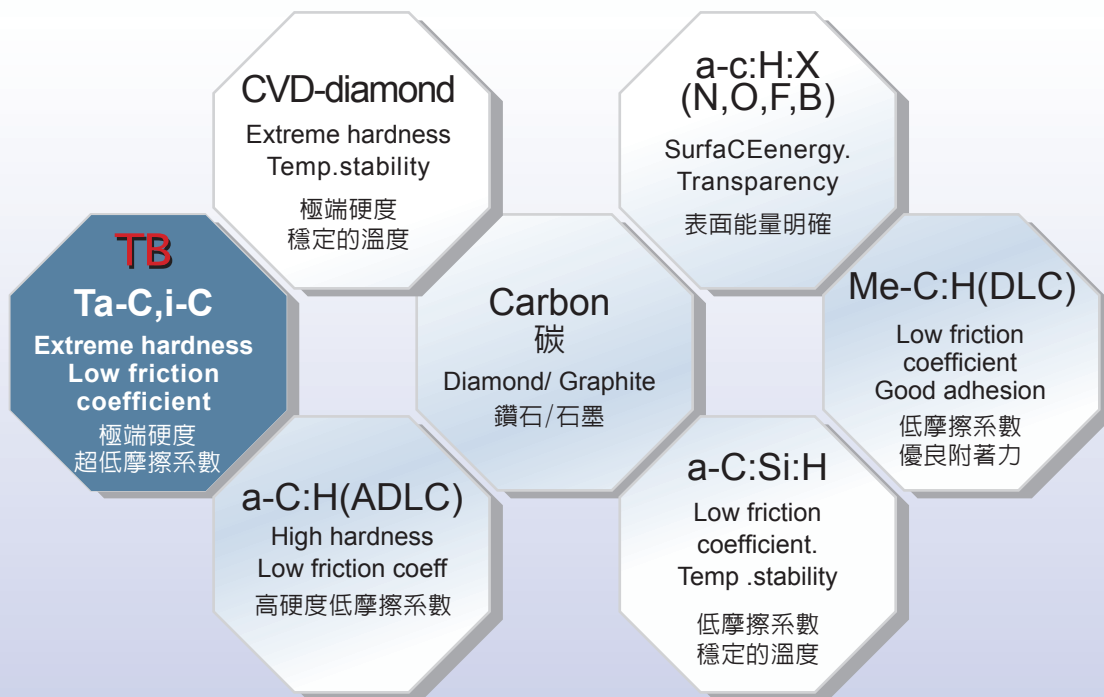 CVD-diamond
Extreme hardness
Temp.stability
極端硬度
穩定的溫度
a-c:H:X
(N,O,F,B)
SurfaCEenergy.
Transparency
表面能量明確
TB
Ta-C,i-C
Extreme hardness
Low friction
coefficient
極端硬度
超低摩擦系數
Carbon
碳
Diamond/ Graphite
鑽石/石墨
Me-C:H(DLC)
Low friction
coefficient
Good adhesion
低摩擦系數
優良附著力
a-C:H(ADLC)
High hardness
Low friction coeff
高硬度低摩擦系數
a-C:Si:H
Low friction
coefficient.
Temp .stability
低摩擦系數
穩定的溫度